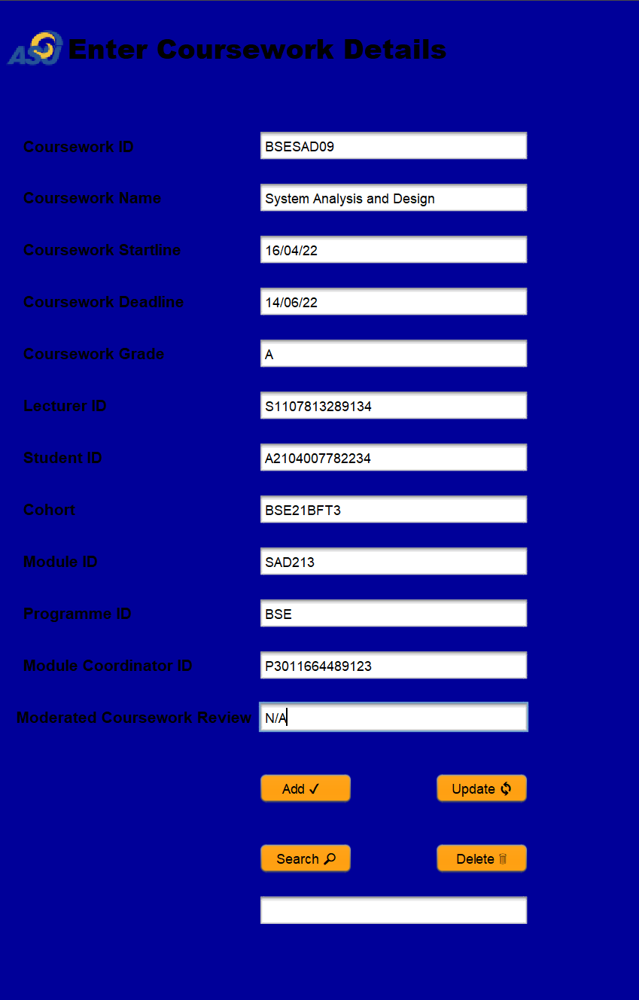 ASU Enter Coursework Details
Coursework ID BSESAD09
Coursework Name System Analysis and Design
Coursework Startline 16/04/22
Coursework Deadline 14/06/22
Coursework Grade A
Lecturer ID S1107813289134
Student ID A2104007782234
Cohort BSE21BFT3
Module ID SAD213
Programme ID BSE
Module Coordinator ID P3011664489123
Moderated Coursework Review N/A
Add Update
Search Delete